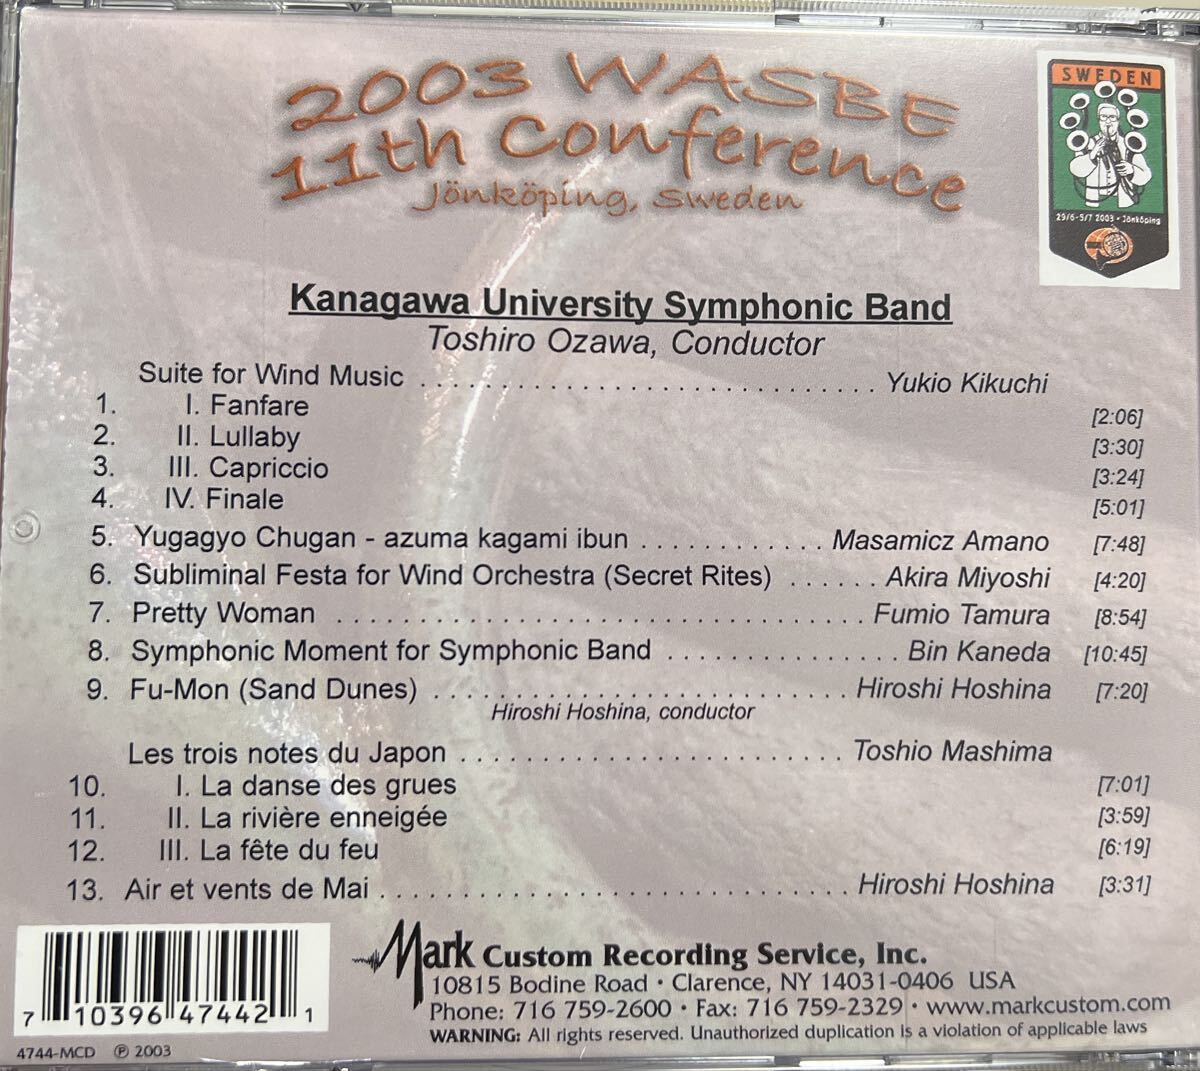 2003 WASBE
11th Conference
Jönköping, Sweden
SWEDEN
29/6-5/7 2003 • Jönköping
Kanagawa University Symphonic Band
Toshiro Ozawa, Conductor
Suite for Wind Music . . . . . . . . . . . . . . . . . . . . . . . . . . . . Yukio Kikuchi
1. I. Fanfare [2:06]
2. II. Lullaby [3:30]
3. III. Capriccio [3:24]
4. IV. Finale [5:01]
5. Yugagyo Chugan - azuma kagami ibun . . . . . . . . . . . . Masamicz Amano [7:48]
6. Subliminal Festa for Wind Orchestra (Secret Rites) . . . . . . Akira Miyoshi [4:20]
7. Pretty Woman . . . . . . . . . . . . . . . . . . . . . . . . . . . . . . . . Fumio Tamura [8:54]
8. Symphonic Moment for Symphonic Band . . . . . . . . . . . . . . . Bin Kaneda [10:45]
9. Fu-Mon (Sand Dunes) . . . . . . . . . . . . . . . . . . . . . . . . . . Hiroshi Hoshina [7:20]
Hiroshi Hoshina, conductor
Les trois notes du Japon . . . . . . . . . . . . . . . . . . . . . . . . Toshio Mashima
10. I. La danse des grues [7:01]
11. II. La rivière enneigée [3:59]
12. III. La fête du feu [6:19]
13. Air et vents de Mai . . . . . . . . . . . . . . . . . . . . . . . . . . . . . Hiroshi Hoshina [3:31]
Mark Custom Recording Service, Inc.
10815 Bodine Road • Clarence, NY 14031-0406 USA
Phone: 716 759-2600 • Fax: 716 759-2329 • www.markcustom.com
WARNING: All rights reserved. Unauthorized duplication is a violation of applicable laws
7 10396 47442 1
4744-MCD ℗ 2003